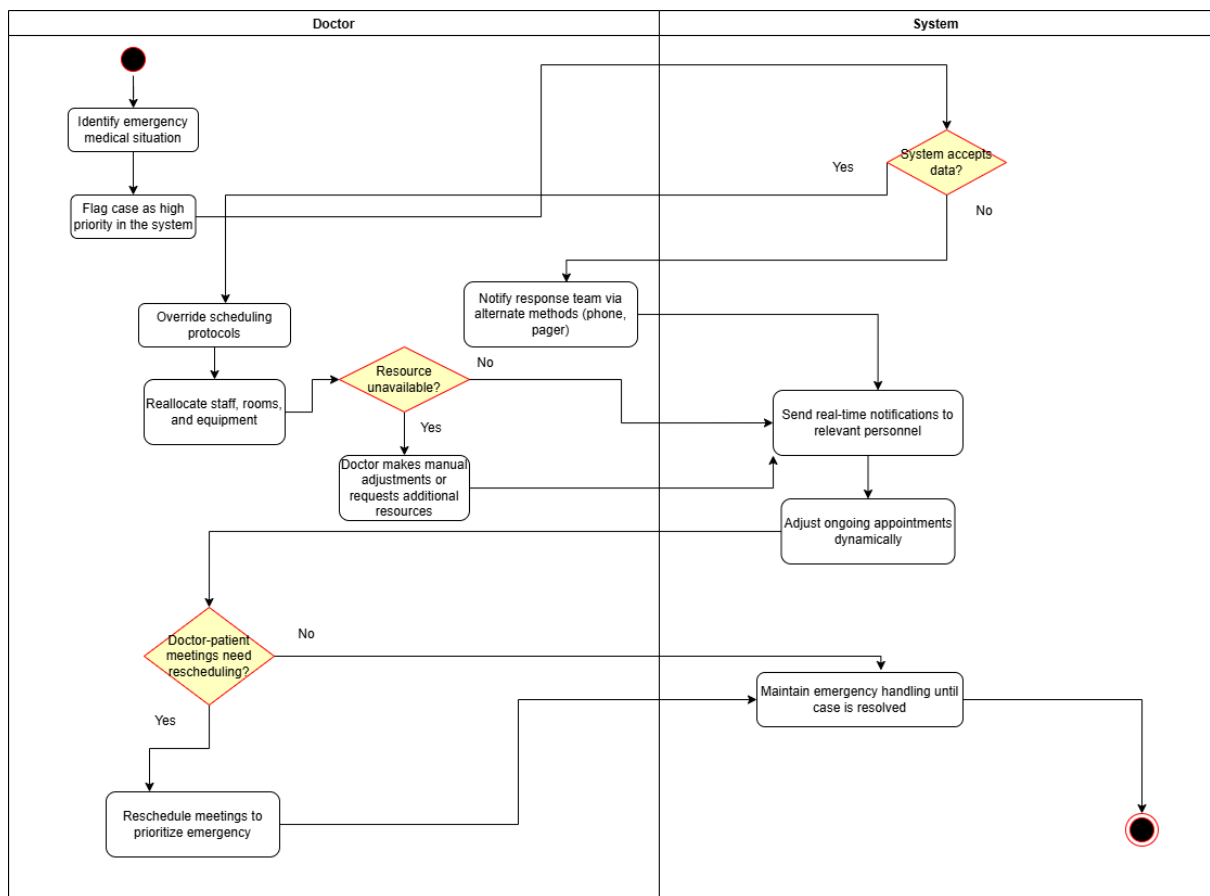 Doctor
System
Identify emergency
medical situation
System accepts
data?
Yes
Flag case as high
priority in the system
No
Notify response team via
alternate methods (phone,
pager)
Override scheduling
protocols
Resource
unavailable?
No
Reallocate staff, rooms,
and equipment
Send real-time notifications to
relevant personnel
Yes
Doctor makes manual
adjustments or
requests additional
resources
Adjust ongoing appointments
dynamically
Doctor-patient
meetings need
rescheduling?
No
Maintain emergency handling until
case is resolved
Yes
Reschedule meetings to
prioritize emergency